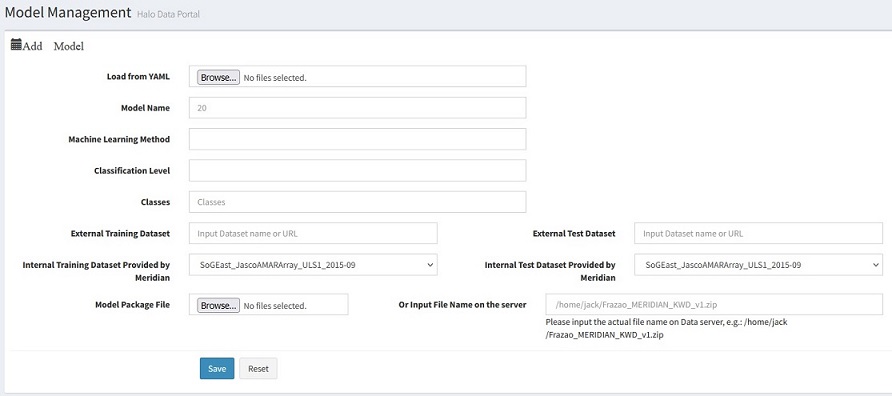 Model Management Halo Data Portal
Add Model
Load from YAML Browse... No files selected.
Model Name 20
Machine Learning Method
Classification Level
Classes Classes
External Training Dataset Input Dataset name or URL External Test Dataset Input Dataset name or URL
Internal Training Dataset Provided by SoGEast_JascoAMARArray_ULS1_2015-09 Internal Test Dataset Provided by SoGEast_JascoAMARArray_ULS1_2015-09
Meridian Meridian
Model Package File Browse... No files selected. Or Input File Name on the server /home/jack/Frazao_MERIDIAN_KWD_v1.zip
Please input the actual file name on Data server, e.g.: /home/jack
/Frazao_MERIDIAN_KWD_v1.zip
Save Reset